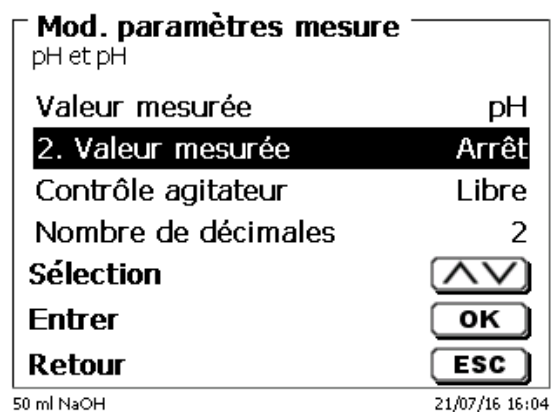 Mod. paramètres mesure
pH et pH
Valeur mesurée pH
2. Valeur mesurée Arrêt
Contrôle agitateur Libre
Nombre de décimales 2
Sélection
Entrer OK
Retour ESC
50 ml NaOH 21/07/16 16:04